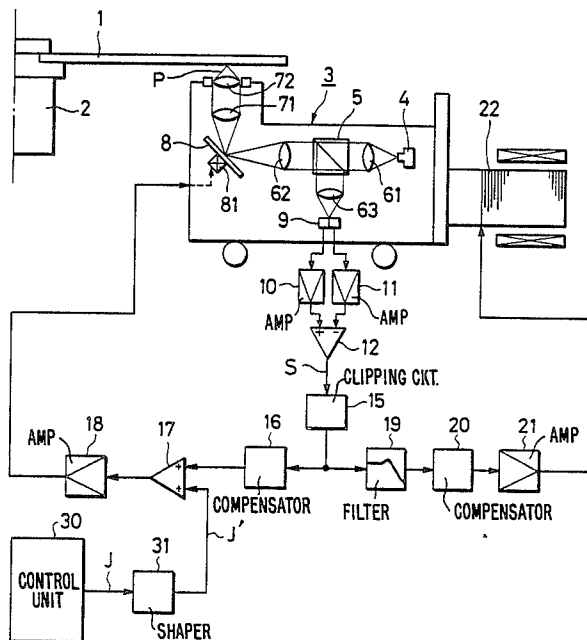 1
2
P
72
71
3
5
4
22
8
62
61
81
63
9
10
11
AMP
AMP
12
S
CLIPPING CKT.
15
AMP
18
17
16
19
20
21
AMP
COMPENSATOR
FILTER
COMPENSATOR
30
J
31
J'
CONTROL
UNIT
SHAPER